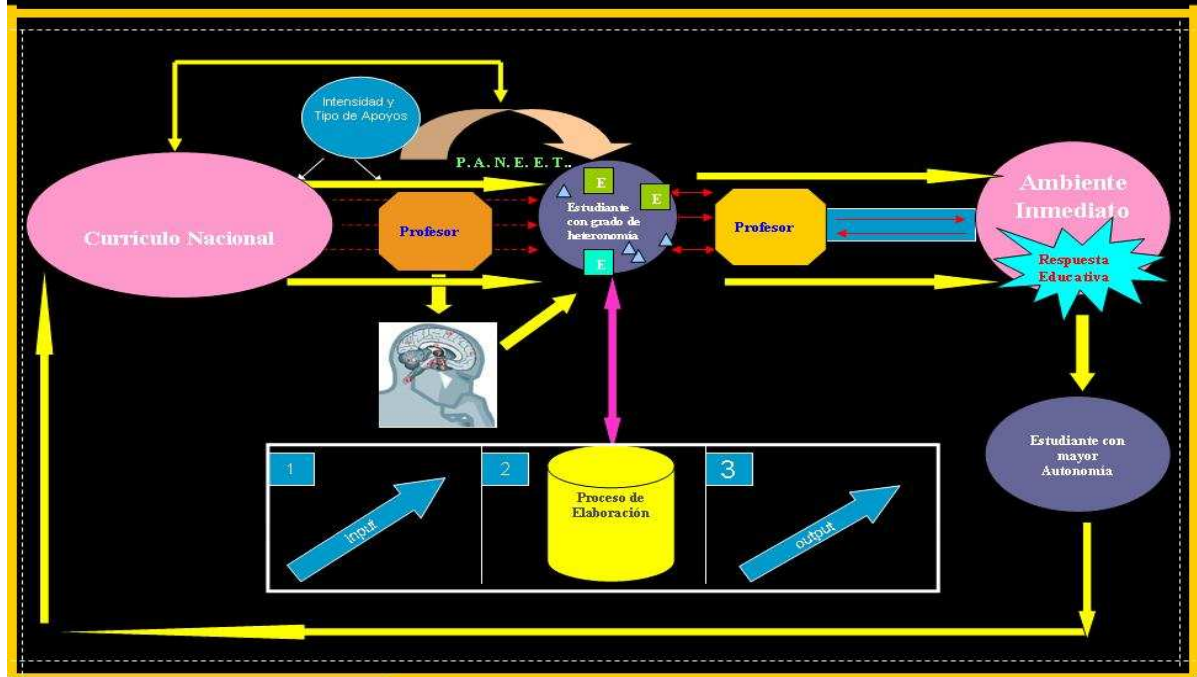 Intensidad y
Tipo de Apoyos
P. A. N. E. E. T..
Currículo Nacional
Profesor
E
E
Estudiante
con grado de
heteronomía
E
Profesor
Ambiente
Inmediato
Respuesta
Educativa
Estudiante con
mayor
Autonomía
1
input
2
Proceso de
Elaboración
3
output